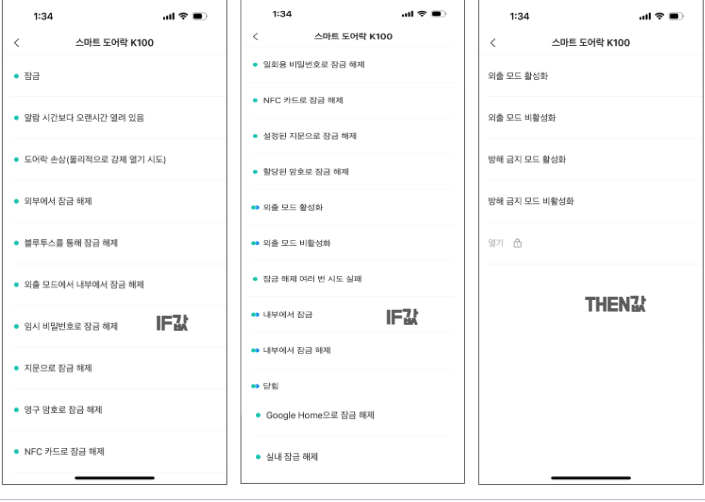 1:34
스마트 도어락 K100
잠금
알람 시간보다 오랜시간 열려 있음
도어락 손상(물리적으로 강제 열기 시도)
외부에서 잠금 해제
블루투스를 통해 잠금 해제
외출 모드에서 내부에서 잠금 해제
임시 비밀번호로 잠금 해제
IF값
지문으로 잠금 해제
영구 암호로 잠금 해제
NFC 카드로 잠금 해제
1:34
스마트 도어락 K100
일회용 비밀번호로 잠금 해제
NFC 카드로 잠금 해제
설정된 지문으로 잠금 해제
할당된 암호로 잠금 해제
외출 모드 활성화
외출 모드 비활성화
잠금 해제 여러 번 시도 실패
내부에서 잠금
IF값
내부에서 잠금 해제
닫힘
Google Home으로 잠금 해제
실내 잠금 해제
1:34
스마트 도어락 K100
외출 모드 활성화
외출 모드 비활성화
방해 금지 모드 활성화
방해 금지 모드 비활성화
열기
THEN값